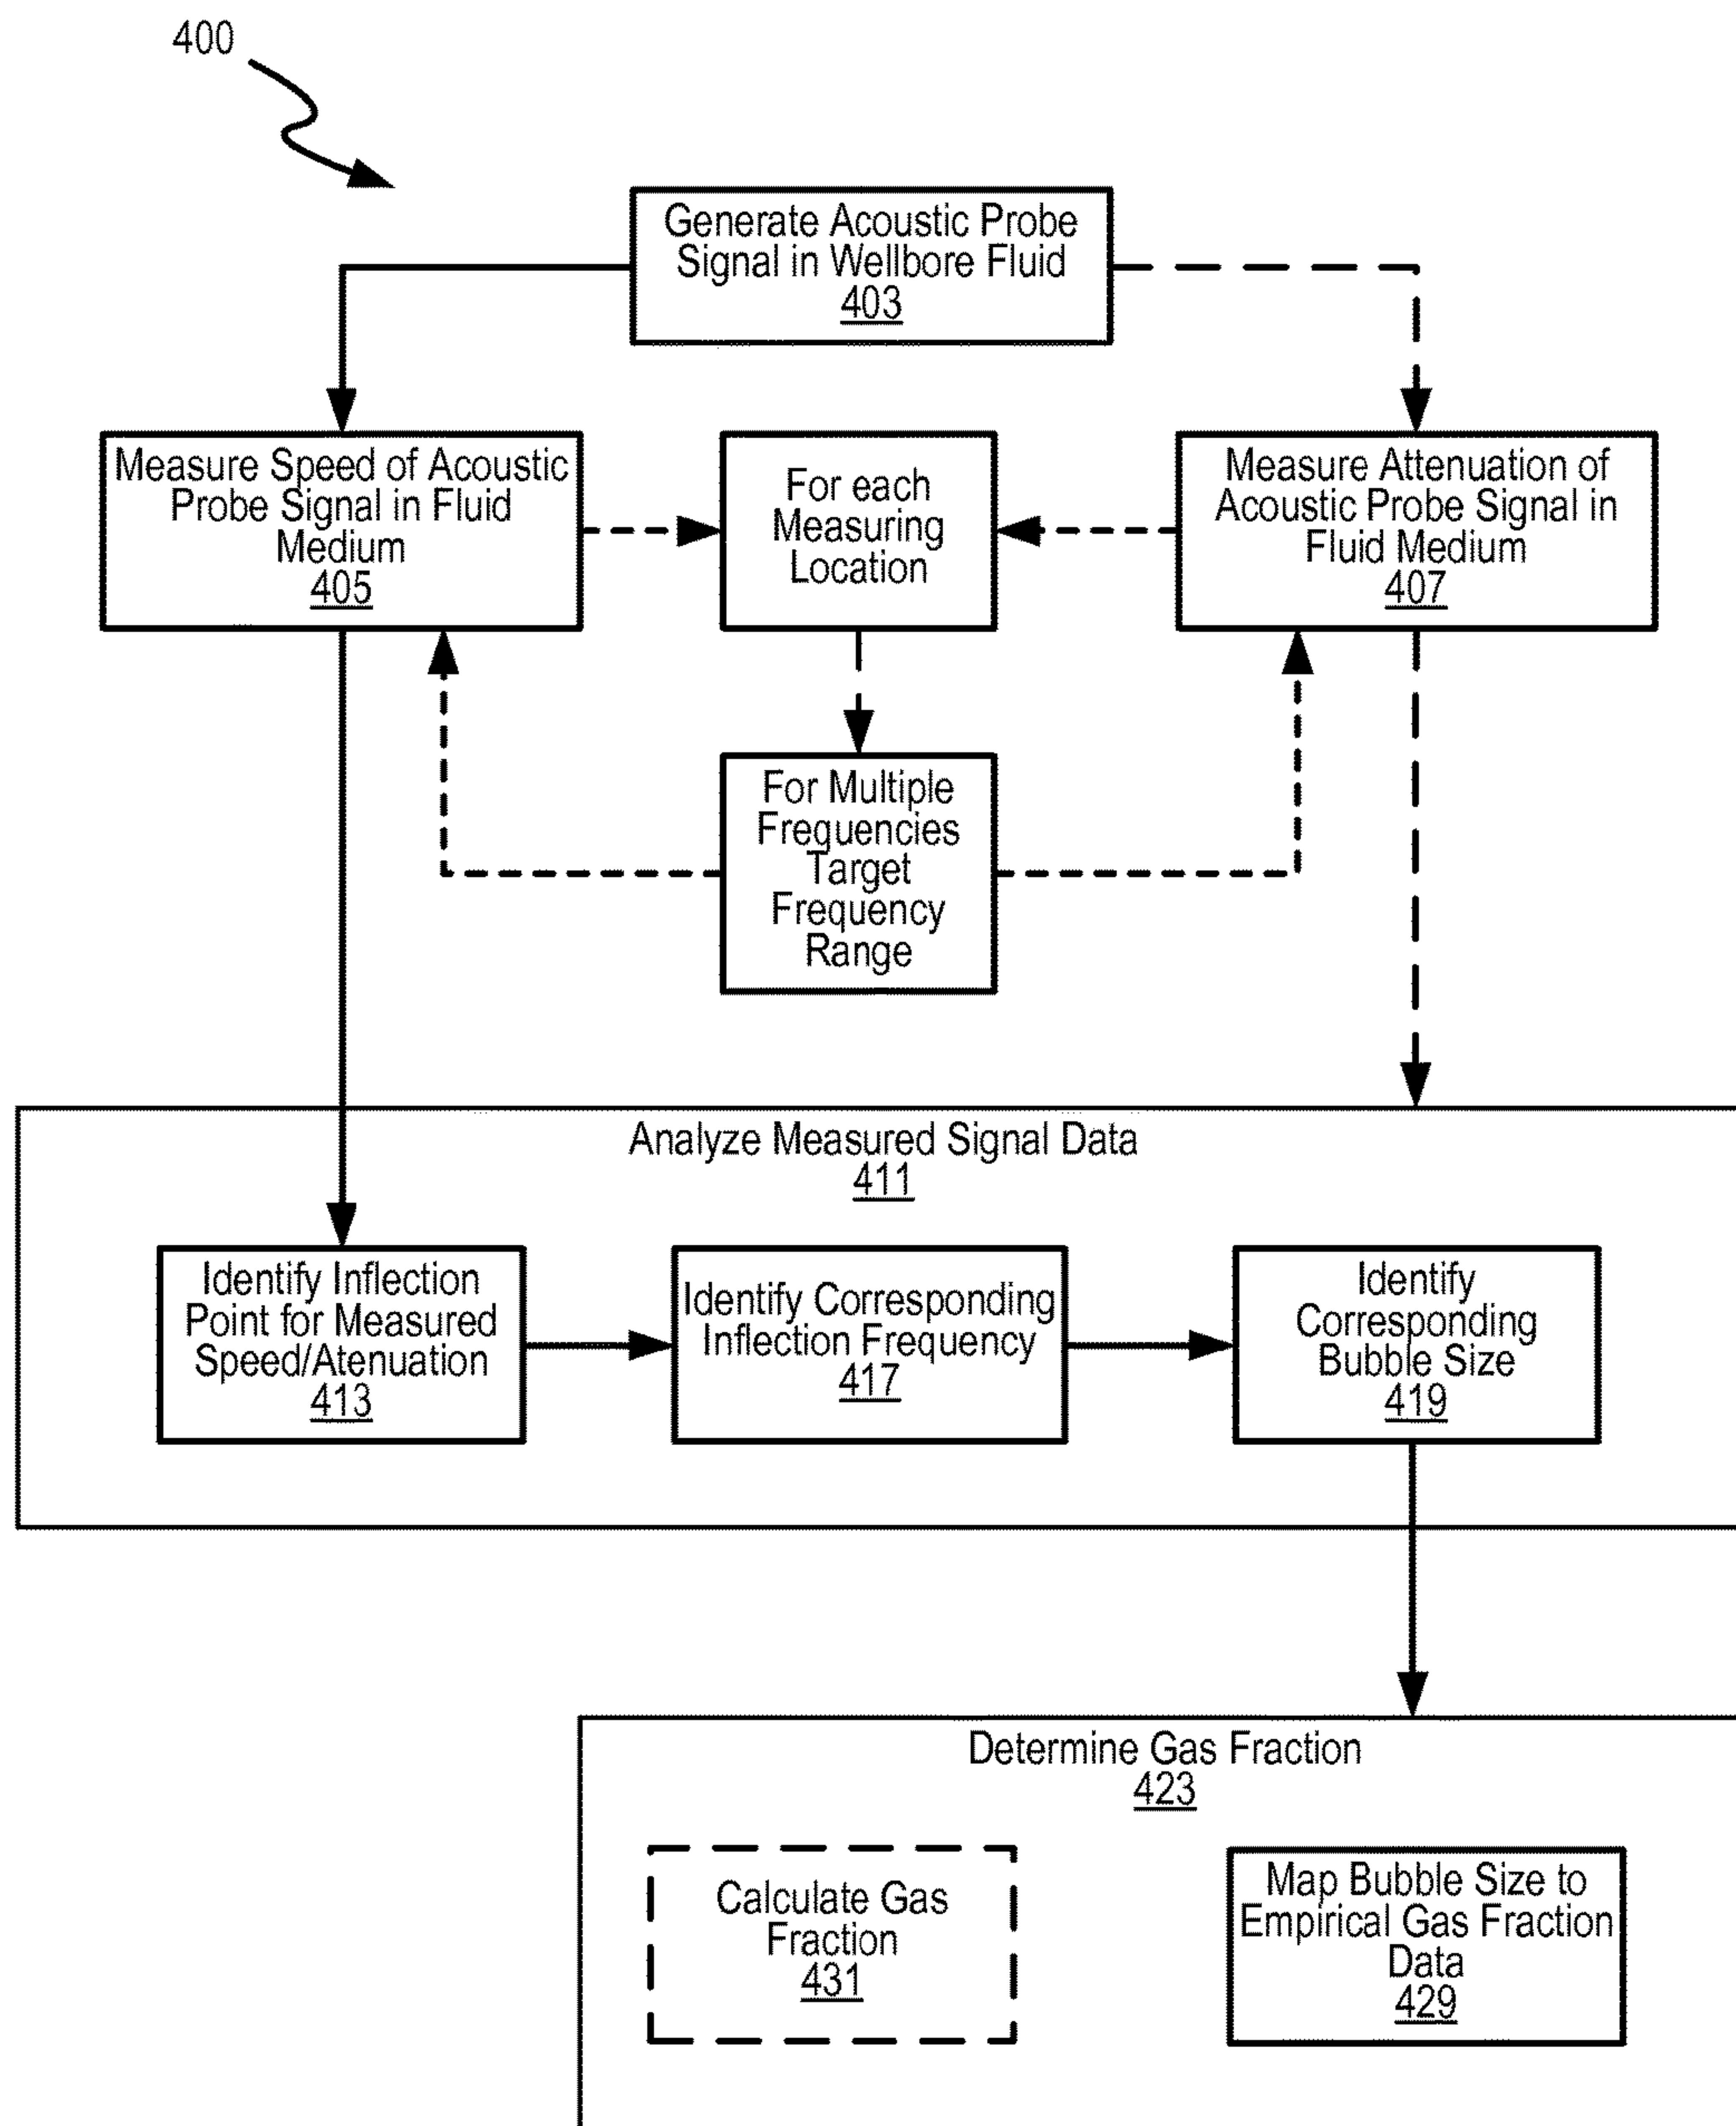 400
Generate Acoustic Probe
Signal in Wellbore Fluid
403
Measure Speed of Acoustic
Probe Signal in Fluid
Medium
405
For each
Measuring
Location
Measure Attenuation of
Acoustic Probe Signal in
Fluid Medium
407
For Multiple
Frequencies
Target
Frequency
Range
Analyze Measured Signal Data
411
Identify Inflection
Point for Measured
Speed/Atenuation
413
Identify Corresponding
Inflection Frequency
417
Identify
Corresponding
Bubble Size
419
Determine Gas Fraction
423
Calculate Gas
Fraction
431
Map Bubble Size to
Empirical Gas Fraction
Data
429